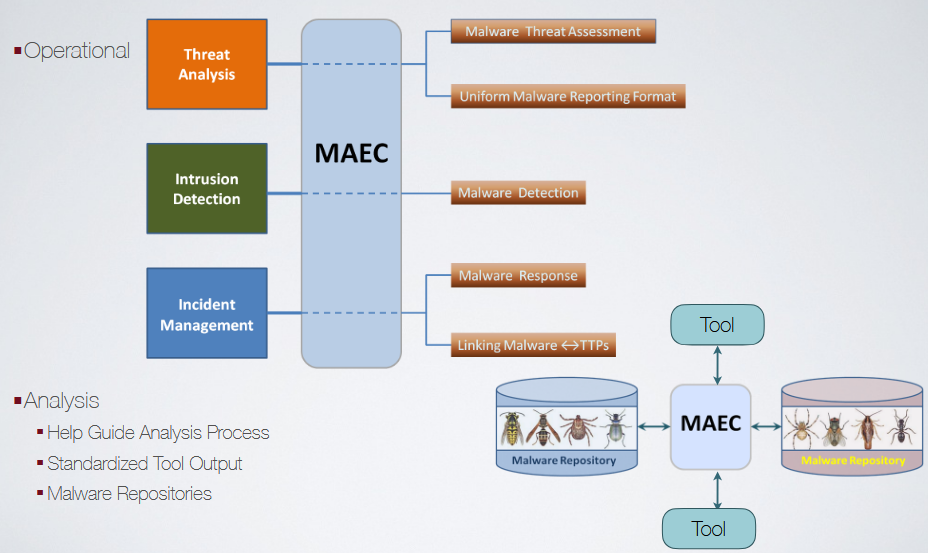 ▪Operational
Threat
Analysis
Malware Threat Assessment
Uniform Malware Reporting Format
MAEC
Intrusion
Detection
Malware Detection
Incident
Management
Malware Response
Linking Malware ↔TTPs
▪Analysis
▪Help Guide Analysis Process
▪Standardized Tool Output
▪Malware Repositories
Tool
Malware Repository
MAEC
Malware Repository
Tool